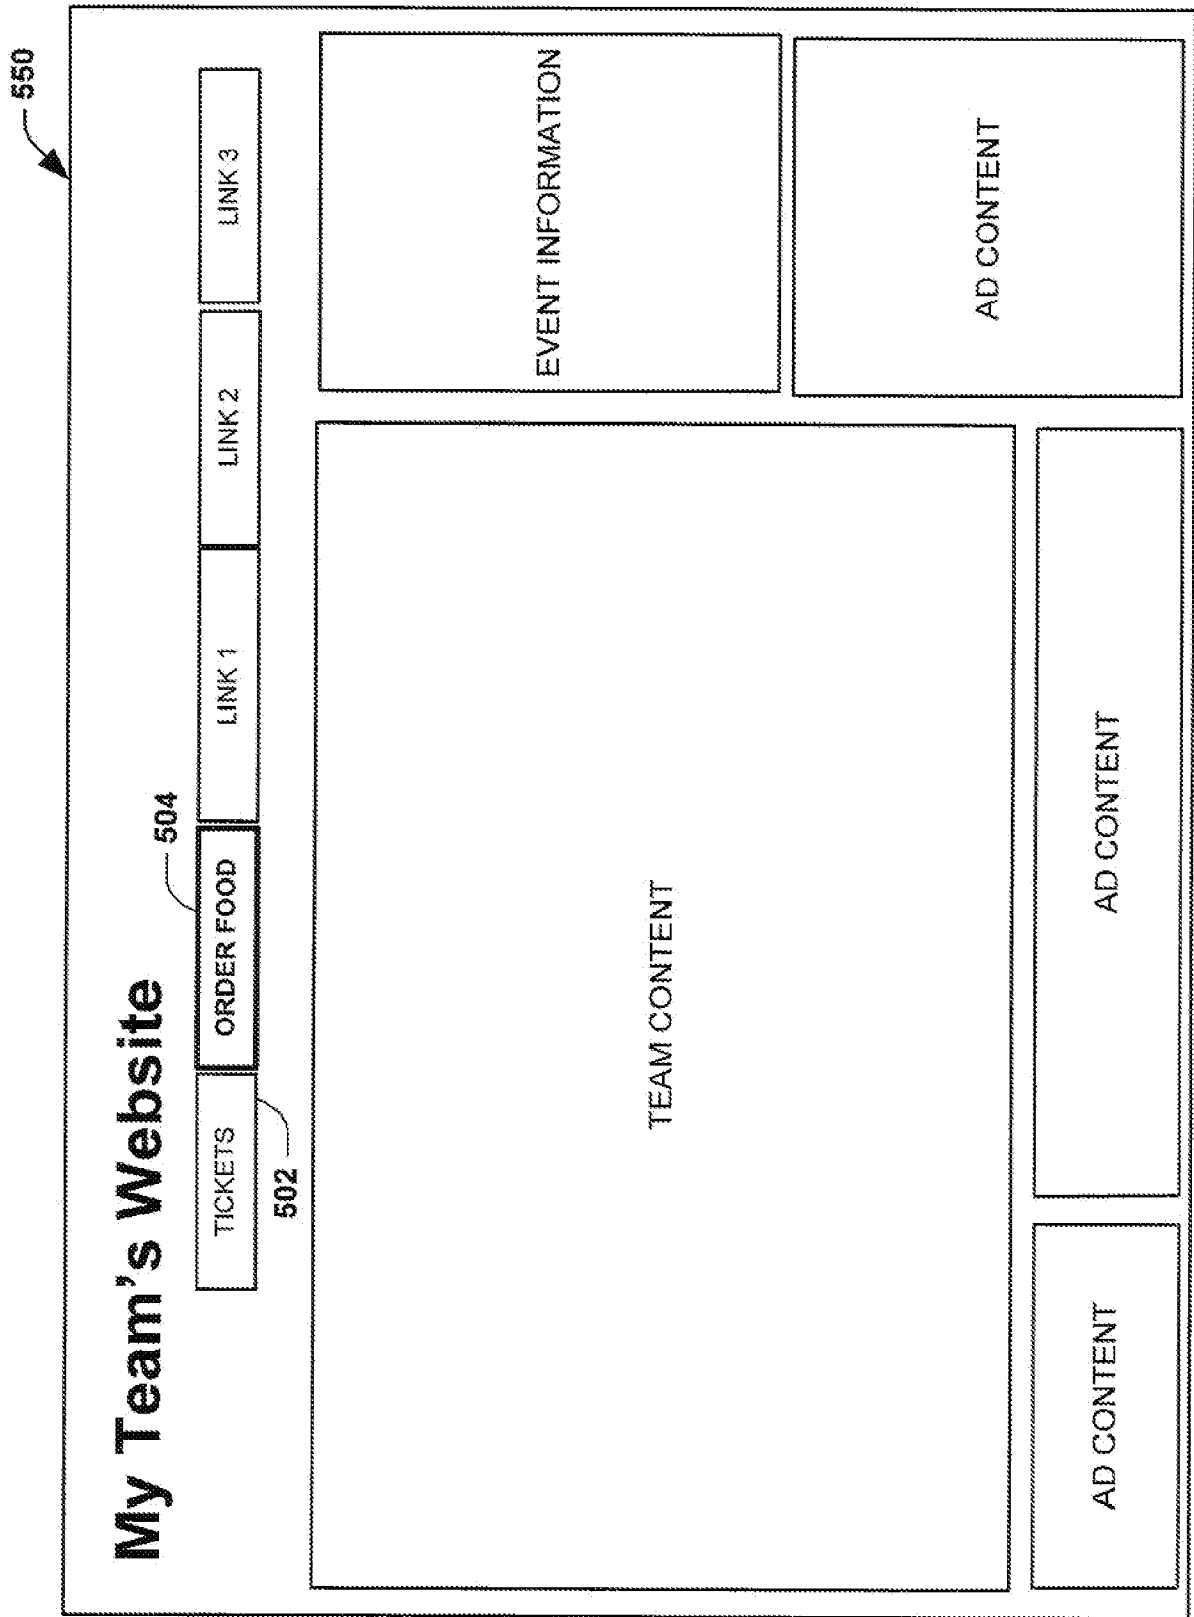 550
My Team's Website
504
TICKETS
ORDER FOOD
LINK 1
LINK 2
LINK 3
502
TEAM CONTENT
EVENT INFORMATION
AD CONTENT
AD CONTENT
AD CONTENT